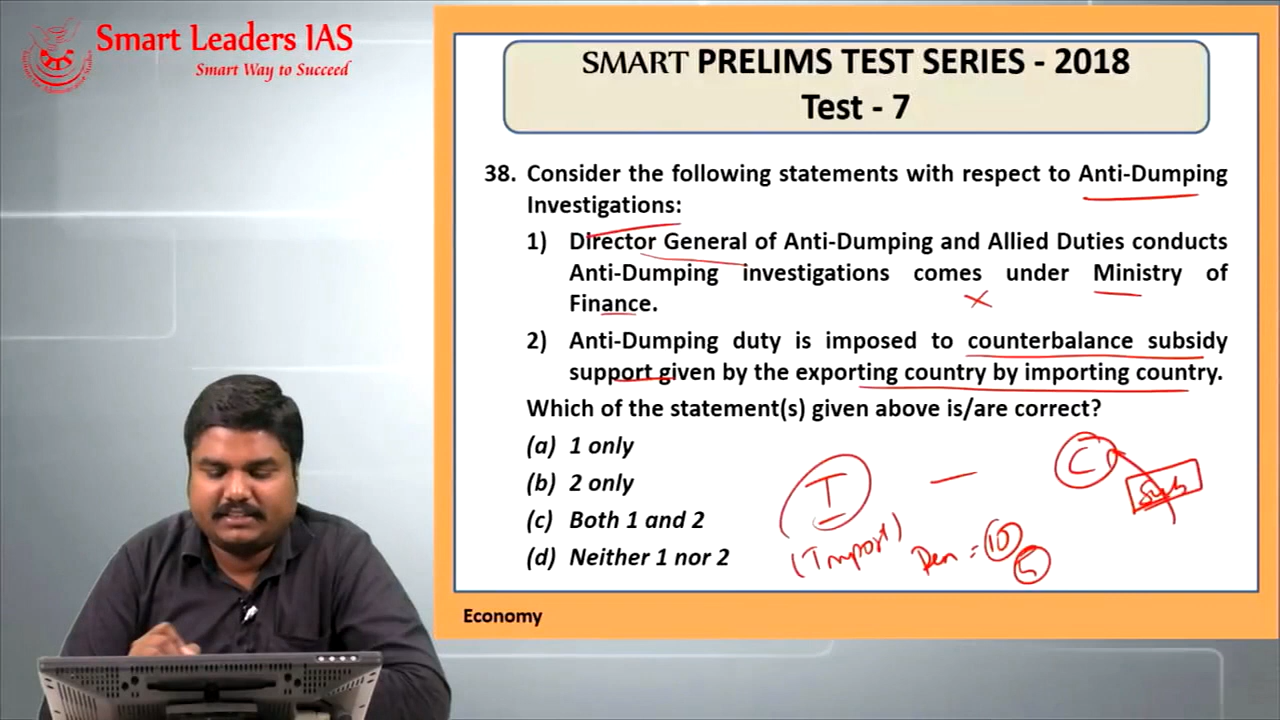 Smart Leaders IAS
Smart Way to Succeed
SMART PRELIMS TEST SERIES - 2018
Test - 7
38. Consider the following statements with respect to Anti-Dumping
Investigations:
1) Director General of Anti-Dumping and Allied Duties conducts
Anti-Dumping investigations comes under Ministry of
Finance.
2) Anti-Dumping duty is imposed to counterbalance subsidy
support given by the exporting country by importing country.
Which of the statement(s) given above is/are correct?
(a) 1 only
(b) 2 only
(c) Both 1 and 2
(d) Neither 1 nor 2
I — C
(Import) Pen = 10
5
Economy